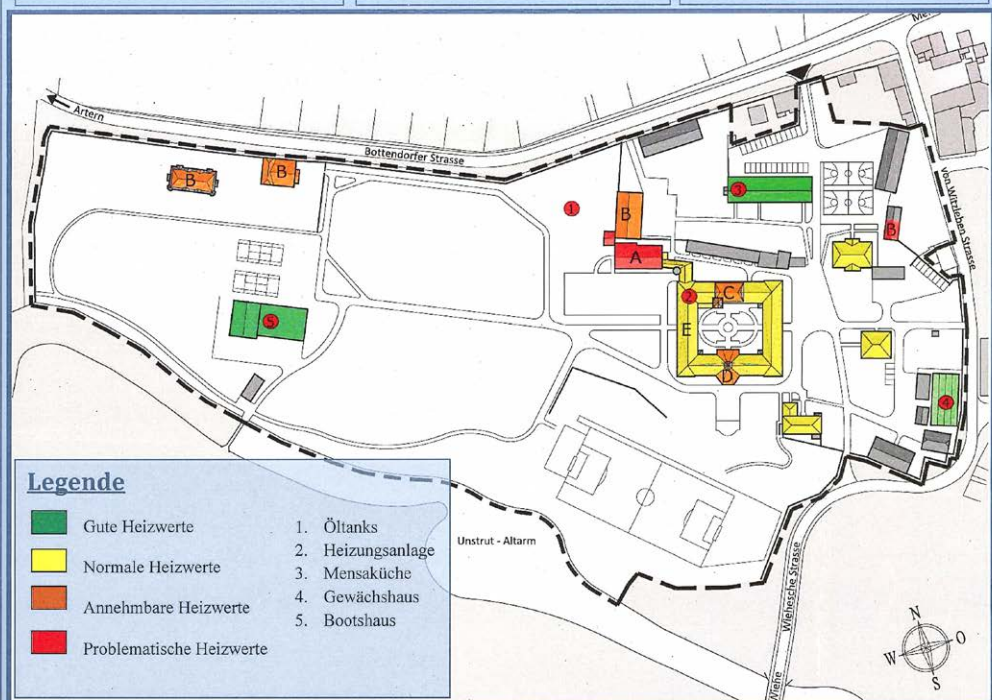 Mem
Artern
Bottendorfer Strasse
von Witzleben Strasse
B
B
1
B
3
B
A
2
C
E
D
5
4
Legende
Gute Heizwerte
Normale Heizwerte
Annehmbare Heizwerte
Problematische Heizwerte
1. Öltanks
2. Heizungsanlage
3. Mensaküche
4. Gewächshaus
5. Bootshaus
Unstrut - Altarm
Wiehesche Strasse
Wiehe
N
W
O
S